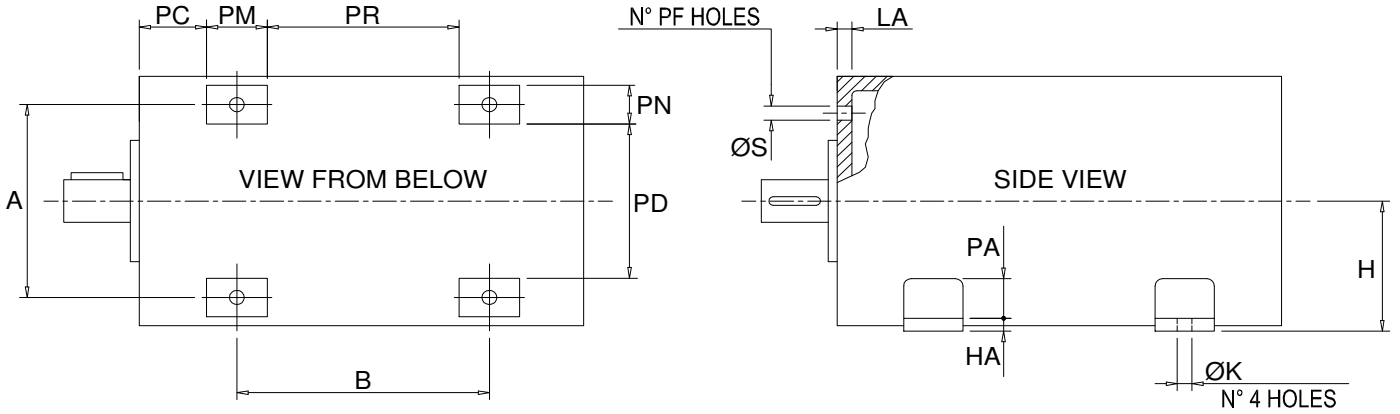 PC PM PR
N° PF HOLES
LA
PN
ØS
VIEW FROM BELOW
SIDE VIEW
A
PD
PA
H
HA
B
ØK
N° 4 HOLES